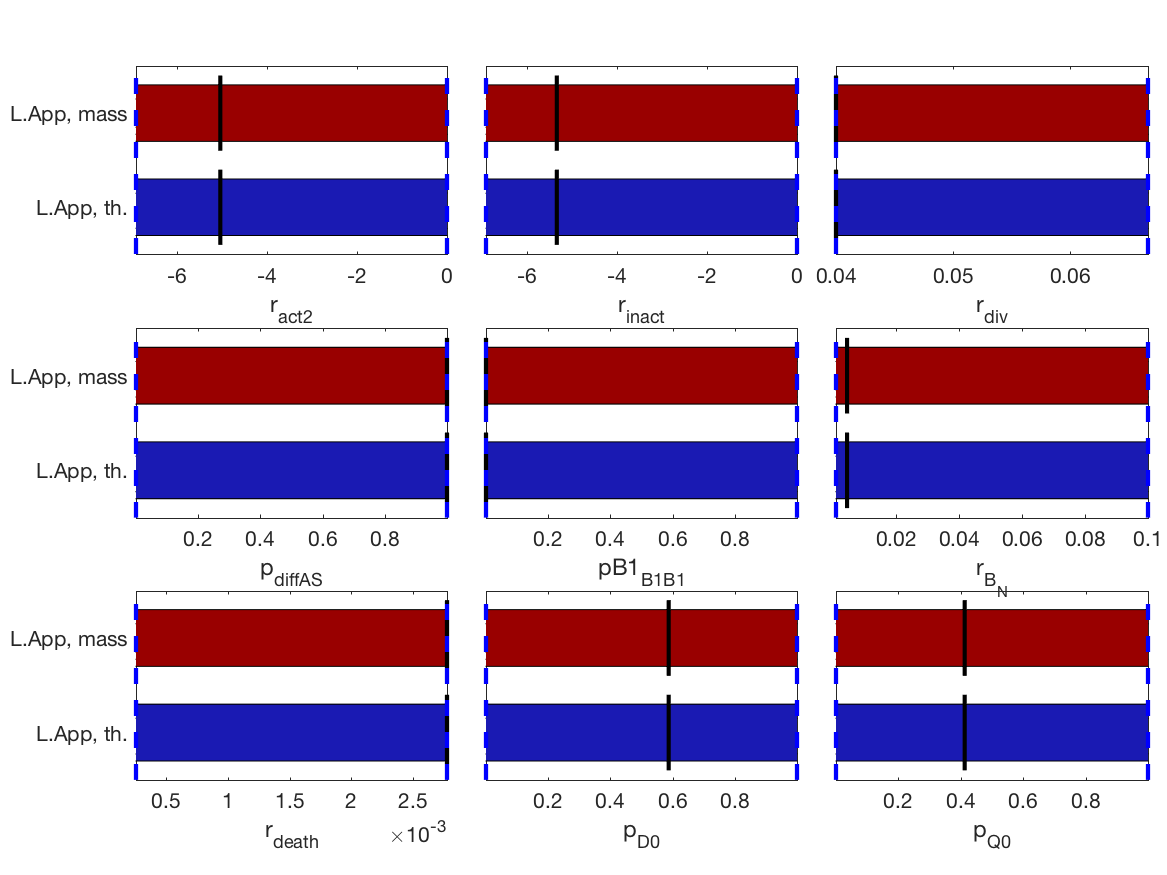 L.App, mass
L.App, th.
-6 -4 -2 0
r_act2
-6 -4 -2 0
r_inact
0.04 0.05 0.06
r_div
L.App, mass
L.App, th.
0.2 0.4 0.6 0.8
p_diffAS
0.2 0.4 0.6 0.8
pB1_B1B1
0.02 0.04 0.06 0.08 0.1
r_B_N
L.App, mass
L.App, th.
0.5 1 1.5 2 2.5
r_death ×10^-3
0.2 0.4 0.6 0.8
p_D0
0.2 0.4 0.6 0.8
p_Q0